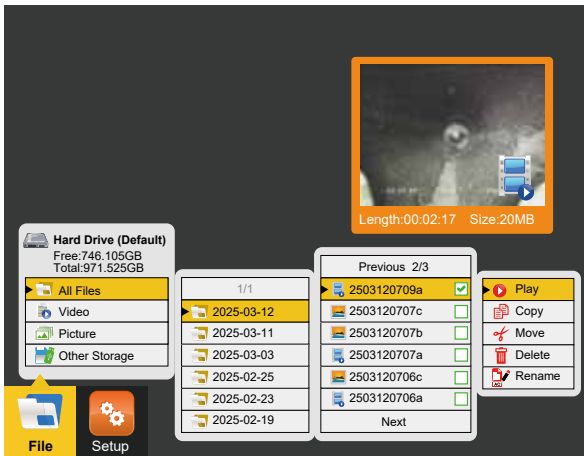 Length:00:02:17 Size:20MB
Hard Drive (Default)
Free:746.105GB
Total:971.525GB
All Files
Video
Picture
Other Storage
File
Setup
1/1
2025-03-12
2025-03-11
2025-03-03
2025-02-25
2025-02-23
2025-02-19
Previous 2/3
2503120709a
2503120707c
2503120707b
2503120707a
2503120706c
2503120706a
Next
Play
Copy
Move
Delete
Rename